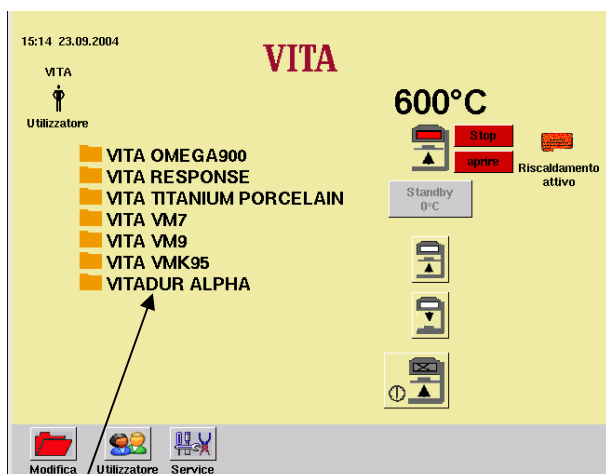 15:14 23.09.2004
VITA
VITA
Utilizzatore
600°C
Stop
aprire
Riscaldamento
attivo
Standby
0°C
VITA OMEGA900
VITA RESPONSE
VITA TITANIUM PORCELAIN
VITA VM7
VITA VM9
VITA VMK95
VITADUR ALPHA
Modifica
Utilizzatore
Service